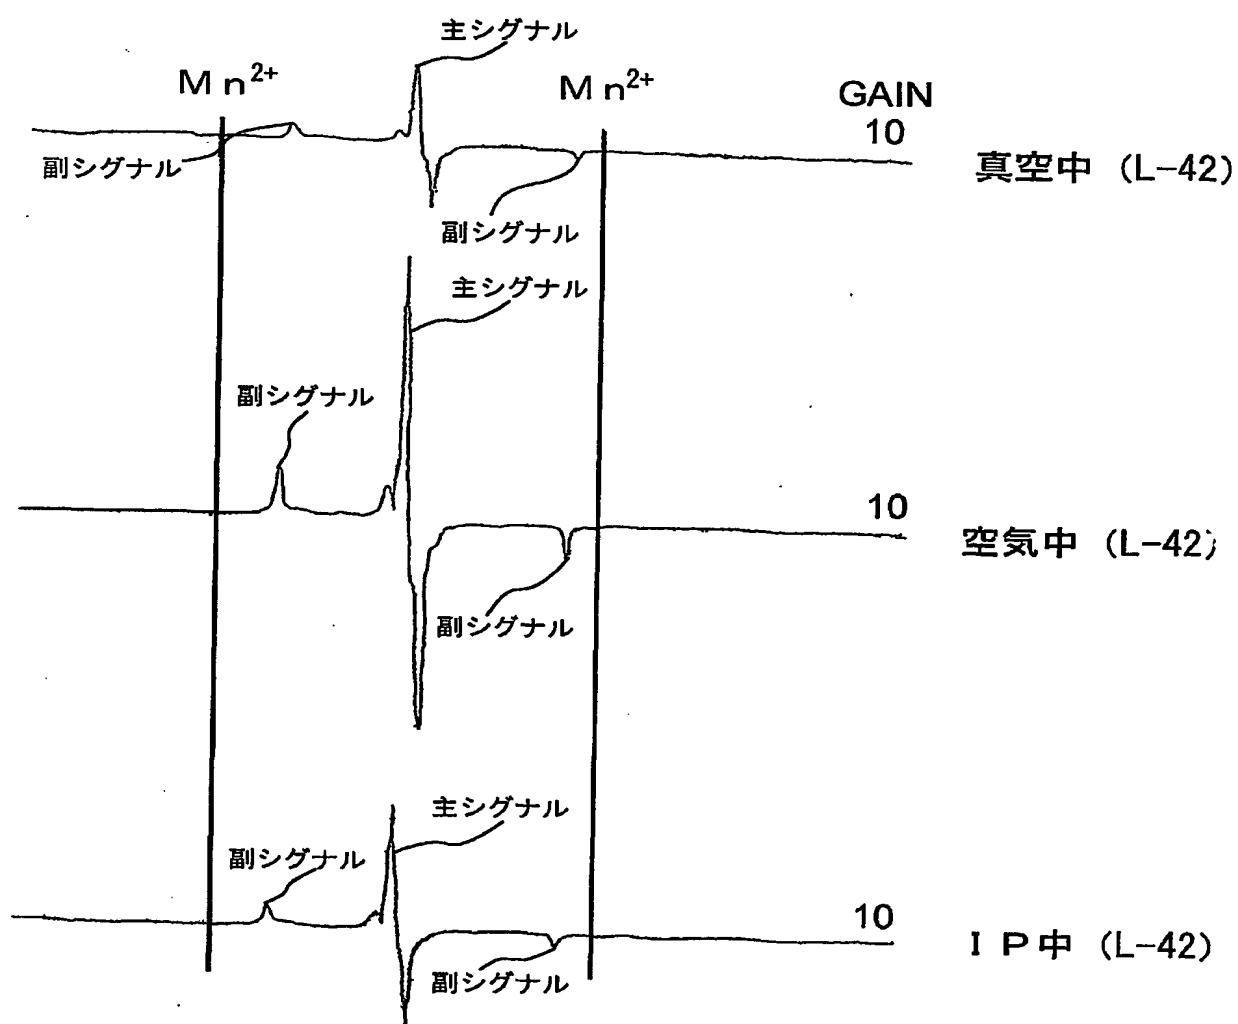 主シグナル
Mn²⁺
Mn²⁺
GAIN
10
副シグナル
真空中 (L-42)
副シグナル
主シグナル
副シグナル
10
空気中 (L-42)
副シグナル
主シグナル
副シグナル
10
IP中 (L-42)
副シグナル